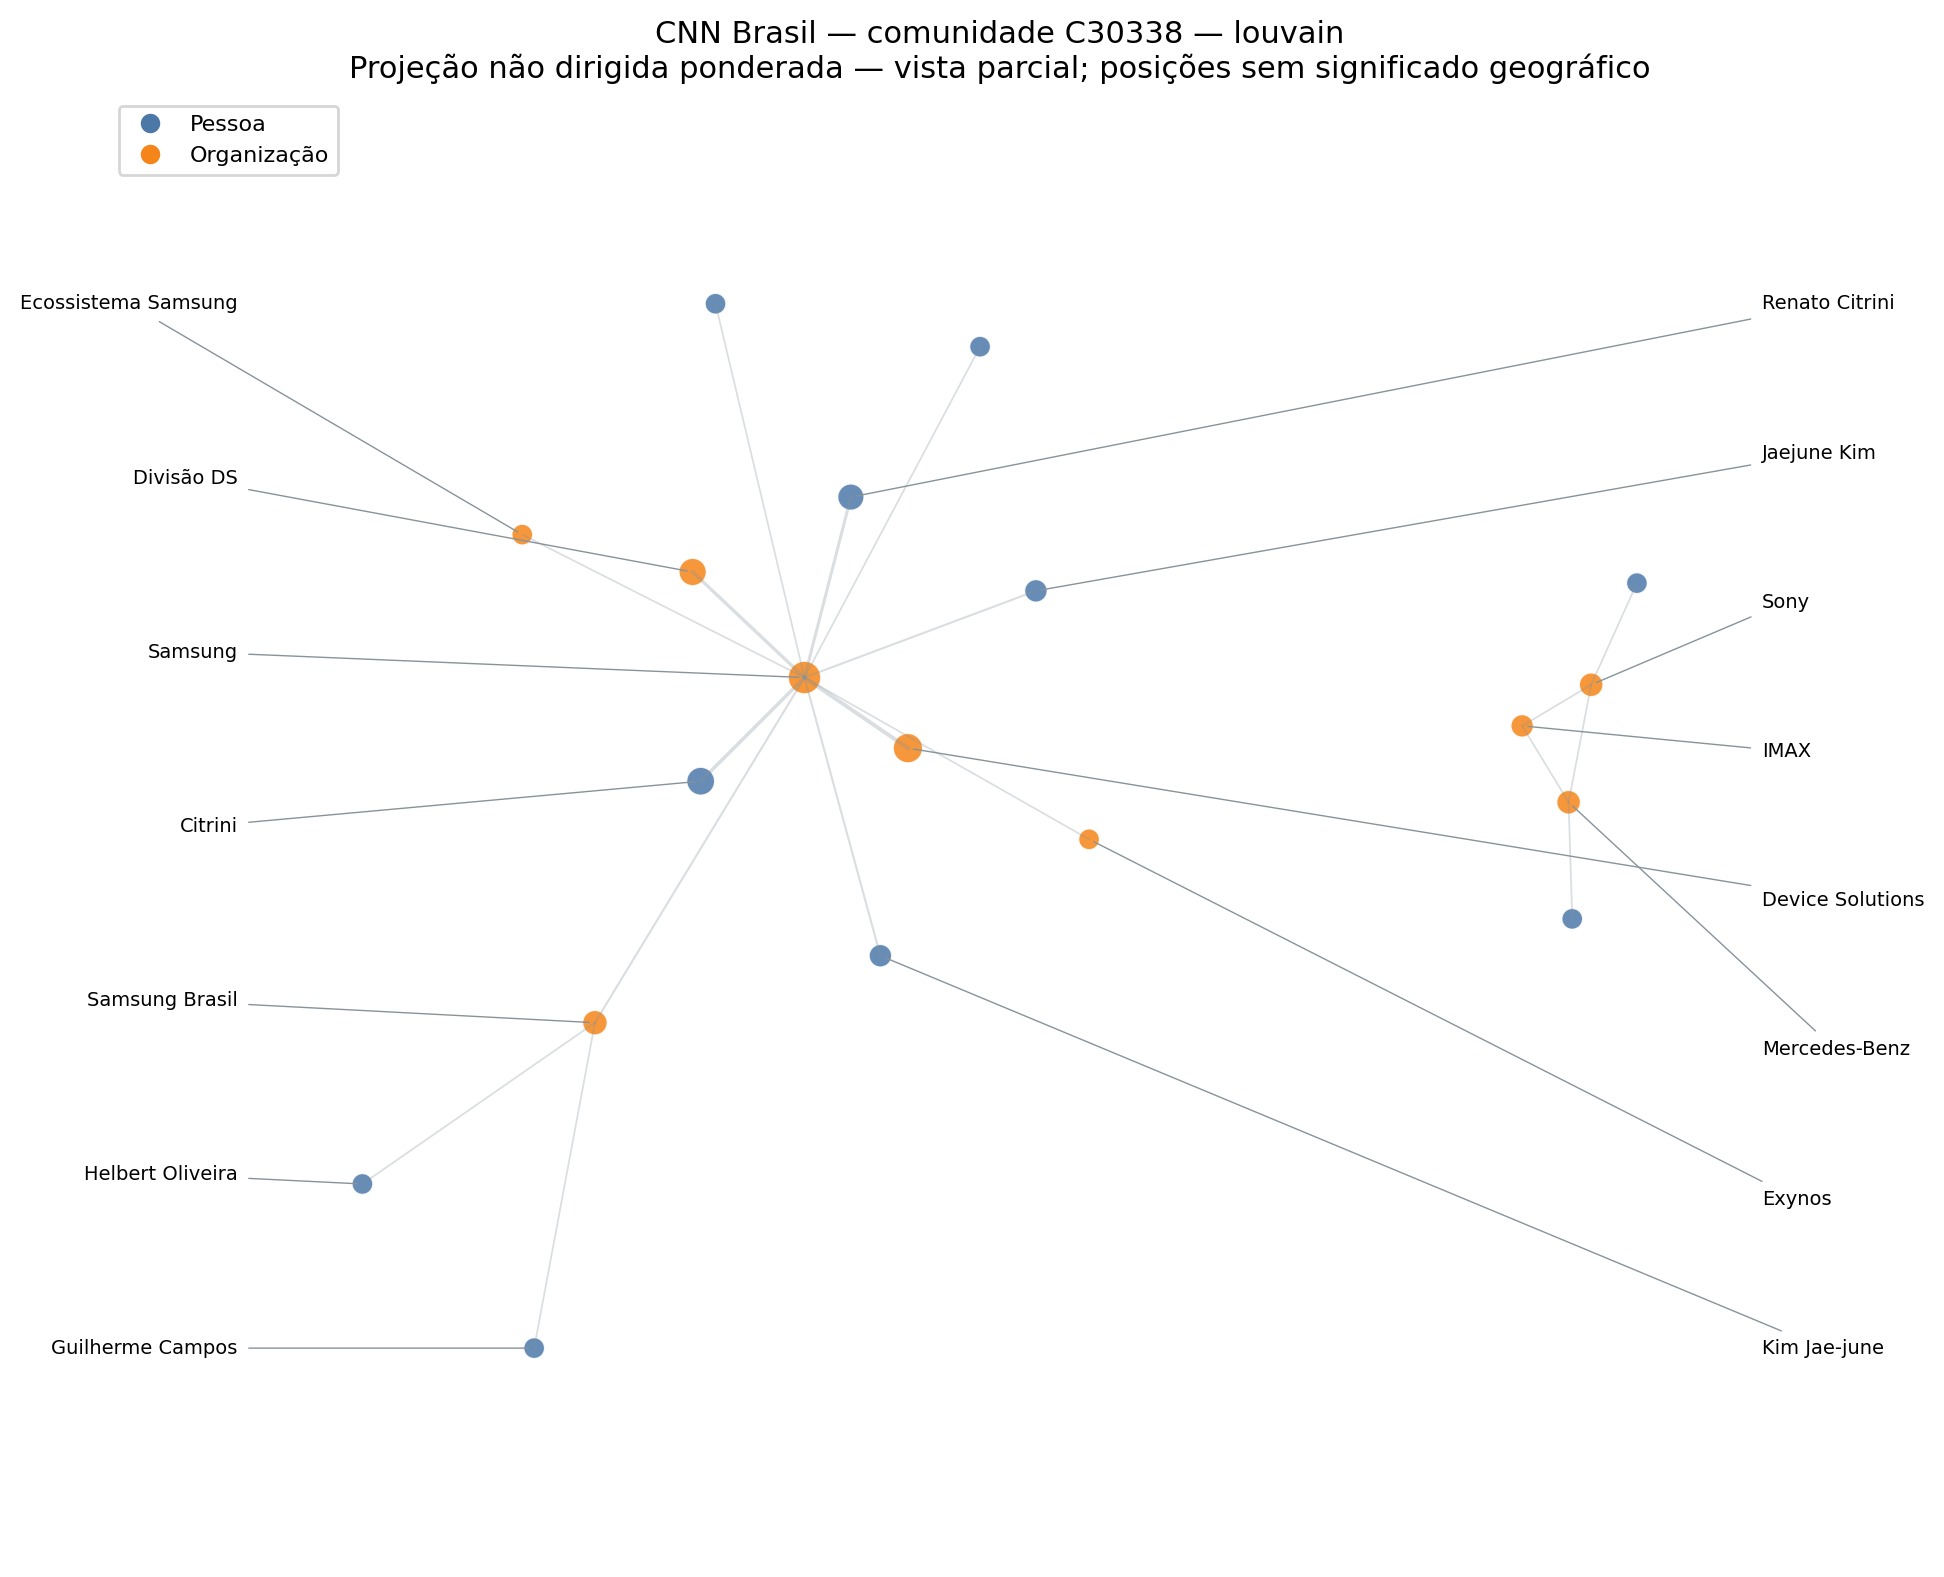 CNN Brasil — comunidade C30338 — louvain
Projeção não dirigida ponderada — vista parcial; posições sem significado geográfico
Pessoa
Organização
Ecossistema Samsung
Divisão DS
Samsung
Citrini
Samsung Brasil
Helbert Oliveira
Guilherme Campos
Renato Citrini
Jaejune Kim
Sony
IMAX
Device Solutions
Mercedes-Benz
Exynos
Kim Jae-june